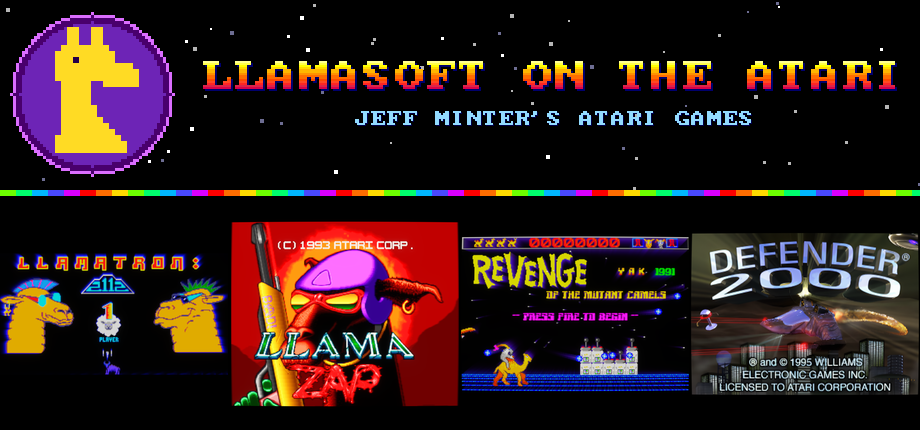 LLAMASOFT ON THE ATARI
JEFF MINTER'S ATARI GAMES
LLAMATRON:
2112
1
PLAYER
(C) 1993 ATARI CORP.
LLAMA
ZAP
00000000
REVENGE
Y A K 1991
OF THE MUTANT CAMELS
-- PRESS FIRE TO BEGIN --
DEFENDER®
2000
® and © 1995 WILLIAMS
ELECTRONIC GAMES INC.
LICENSED TO ATARI CORPORATION